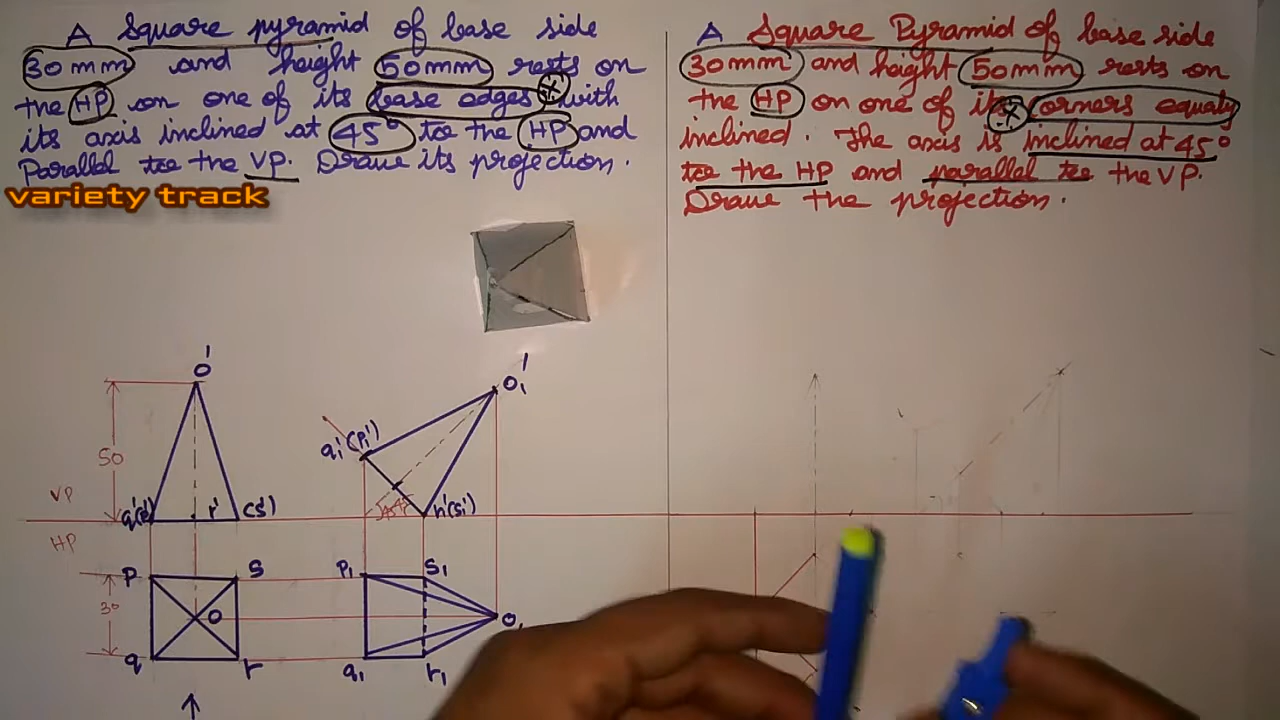 A Square pyramid of base side
30mm and height 50mm rests on
the HP on one of its base edges with
its axis inclined at 45° to the HP and
Parallel to the VP. Draw its projection.
variety track
A Square Pyramid of base side
30mm and height 50mm rests on
the HP on one of its corners equaly
inclined. The axis is inclined at 45°
to the HP and parallel to the VP.
Draw the projection.
o'
o₁'
q₁'(p₁')
50
VP
q'(p')
r'
(s')
45°
r₁'(s₁')
HP
P
S
P₁
S₁
30
O
O₁
q
r
q₁
r₁